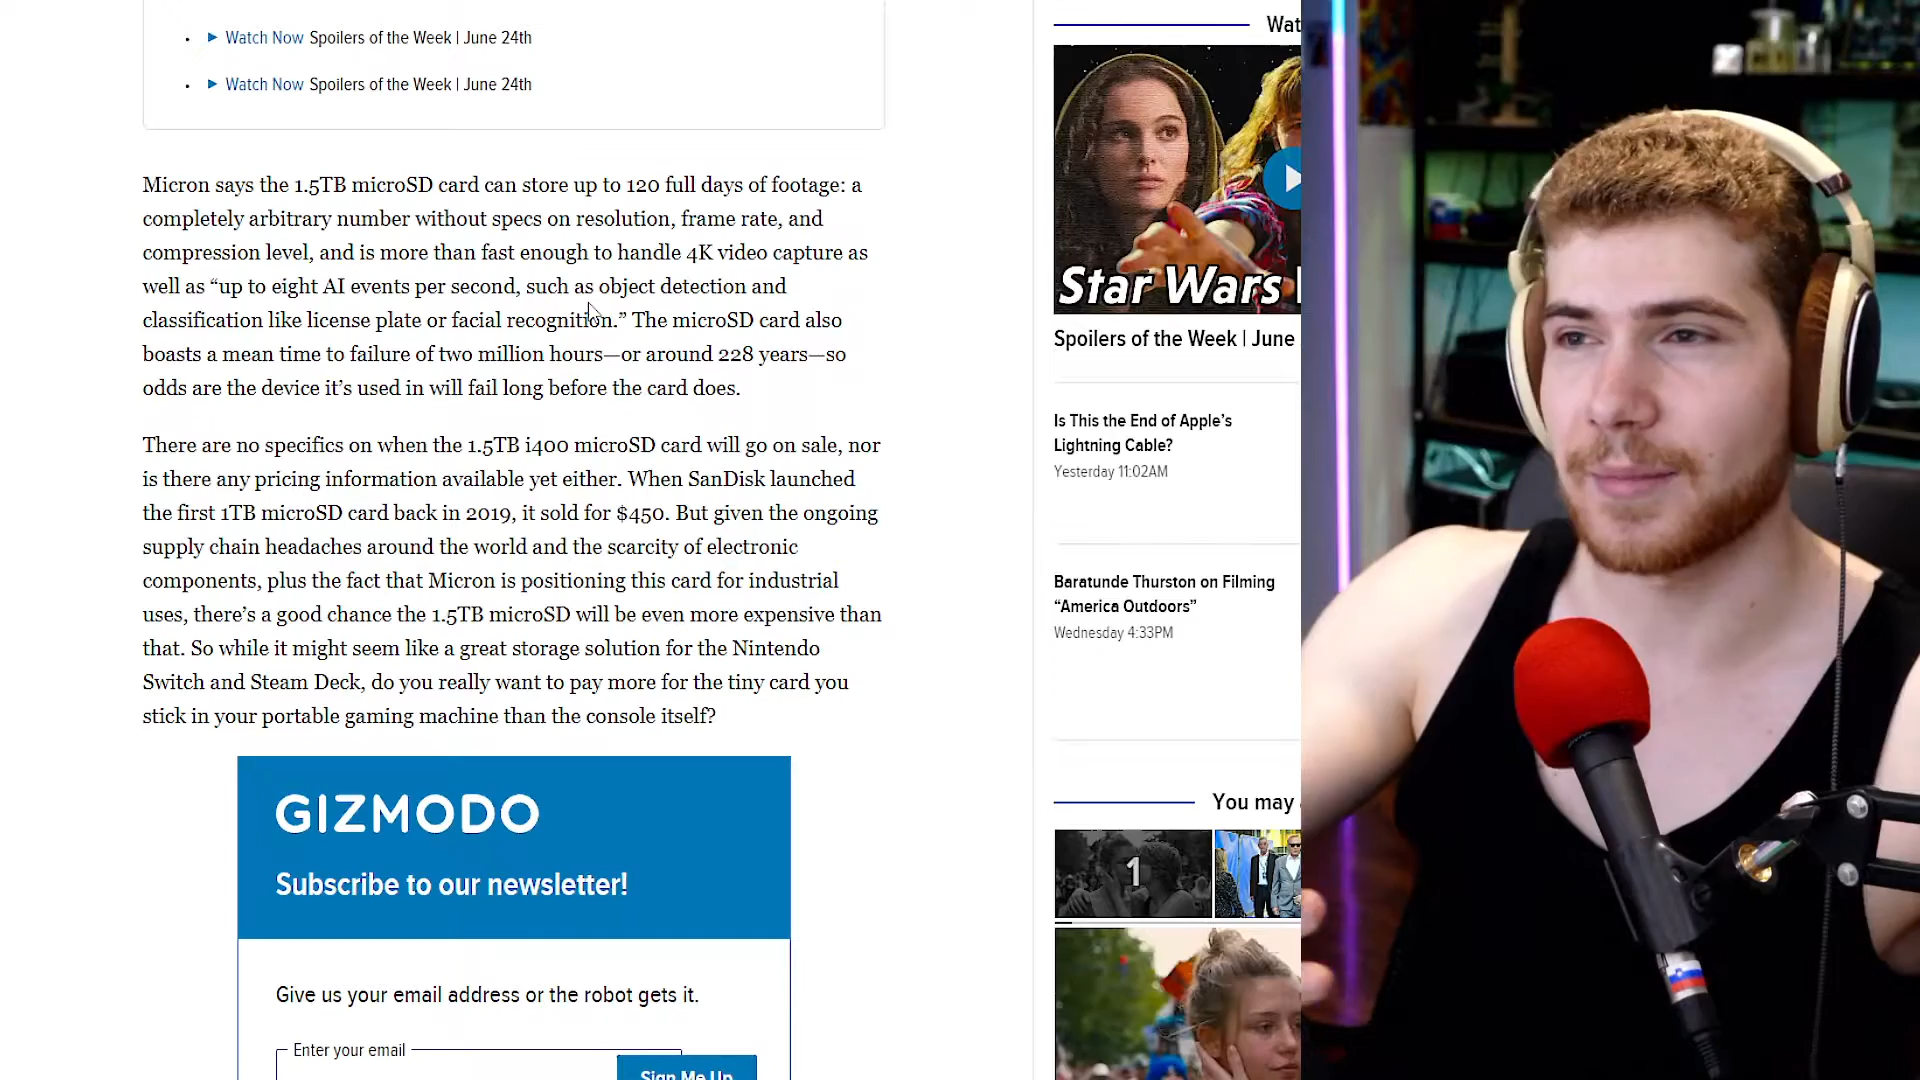 Watch Now Spoilers of the Week | June 24th
Watch Now Spoilers of the Week | June 24th
Micron says the 1.5TB microSD card can store up to 120 full days of footage: a
completely arbitrary number without specs on resolution, frame rate, and
compression level, and is more than fast enough to handle 4K video capture as
well as “up to eight AI events per second, such as object detection and
classification like license plate or facial recognition.” The microSD card also
boasts a mean time to failure of two million hours—or around 228 years—so
odds are the device it’s used in will fail long before the card does.
There are no specifics on when the 1.5TB i400 microSD card will go on sale, nor
is there any pricing information available yet either. When SanDisk launched
the first 1TB microSD card back in 2019, it sold for $450. But given the ongoing
supply chain headaches around the world and the scarcity of electronic
components, plus the fact that Micron is positioning this card for industrial
uses, there’s a good chance the 1.5TB microSD will be even more expensive than
that. So while it might seem like a great storage solution for the Nintendo
Switch and Steam Deck, do you really want to pay more for the tiny card you
stick in your portable gaming machine than the console itself?
GIZMODO
Subscribe to our newsletter!
Give us your email address or the robot gets it.
Enter your email
Sign Me Up
Star Wars
Spoilers of the Week | June
Is This the End of Apple’s
Lightning Cable?
Yesterday 11:02AM
Baratunde Thurston on Filming
“America Outdoors”
Wednesday 4:33PM
You may
1